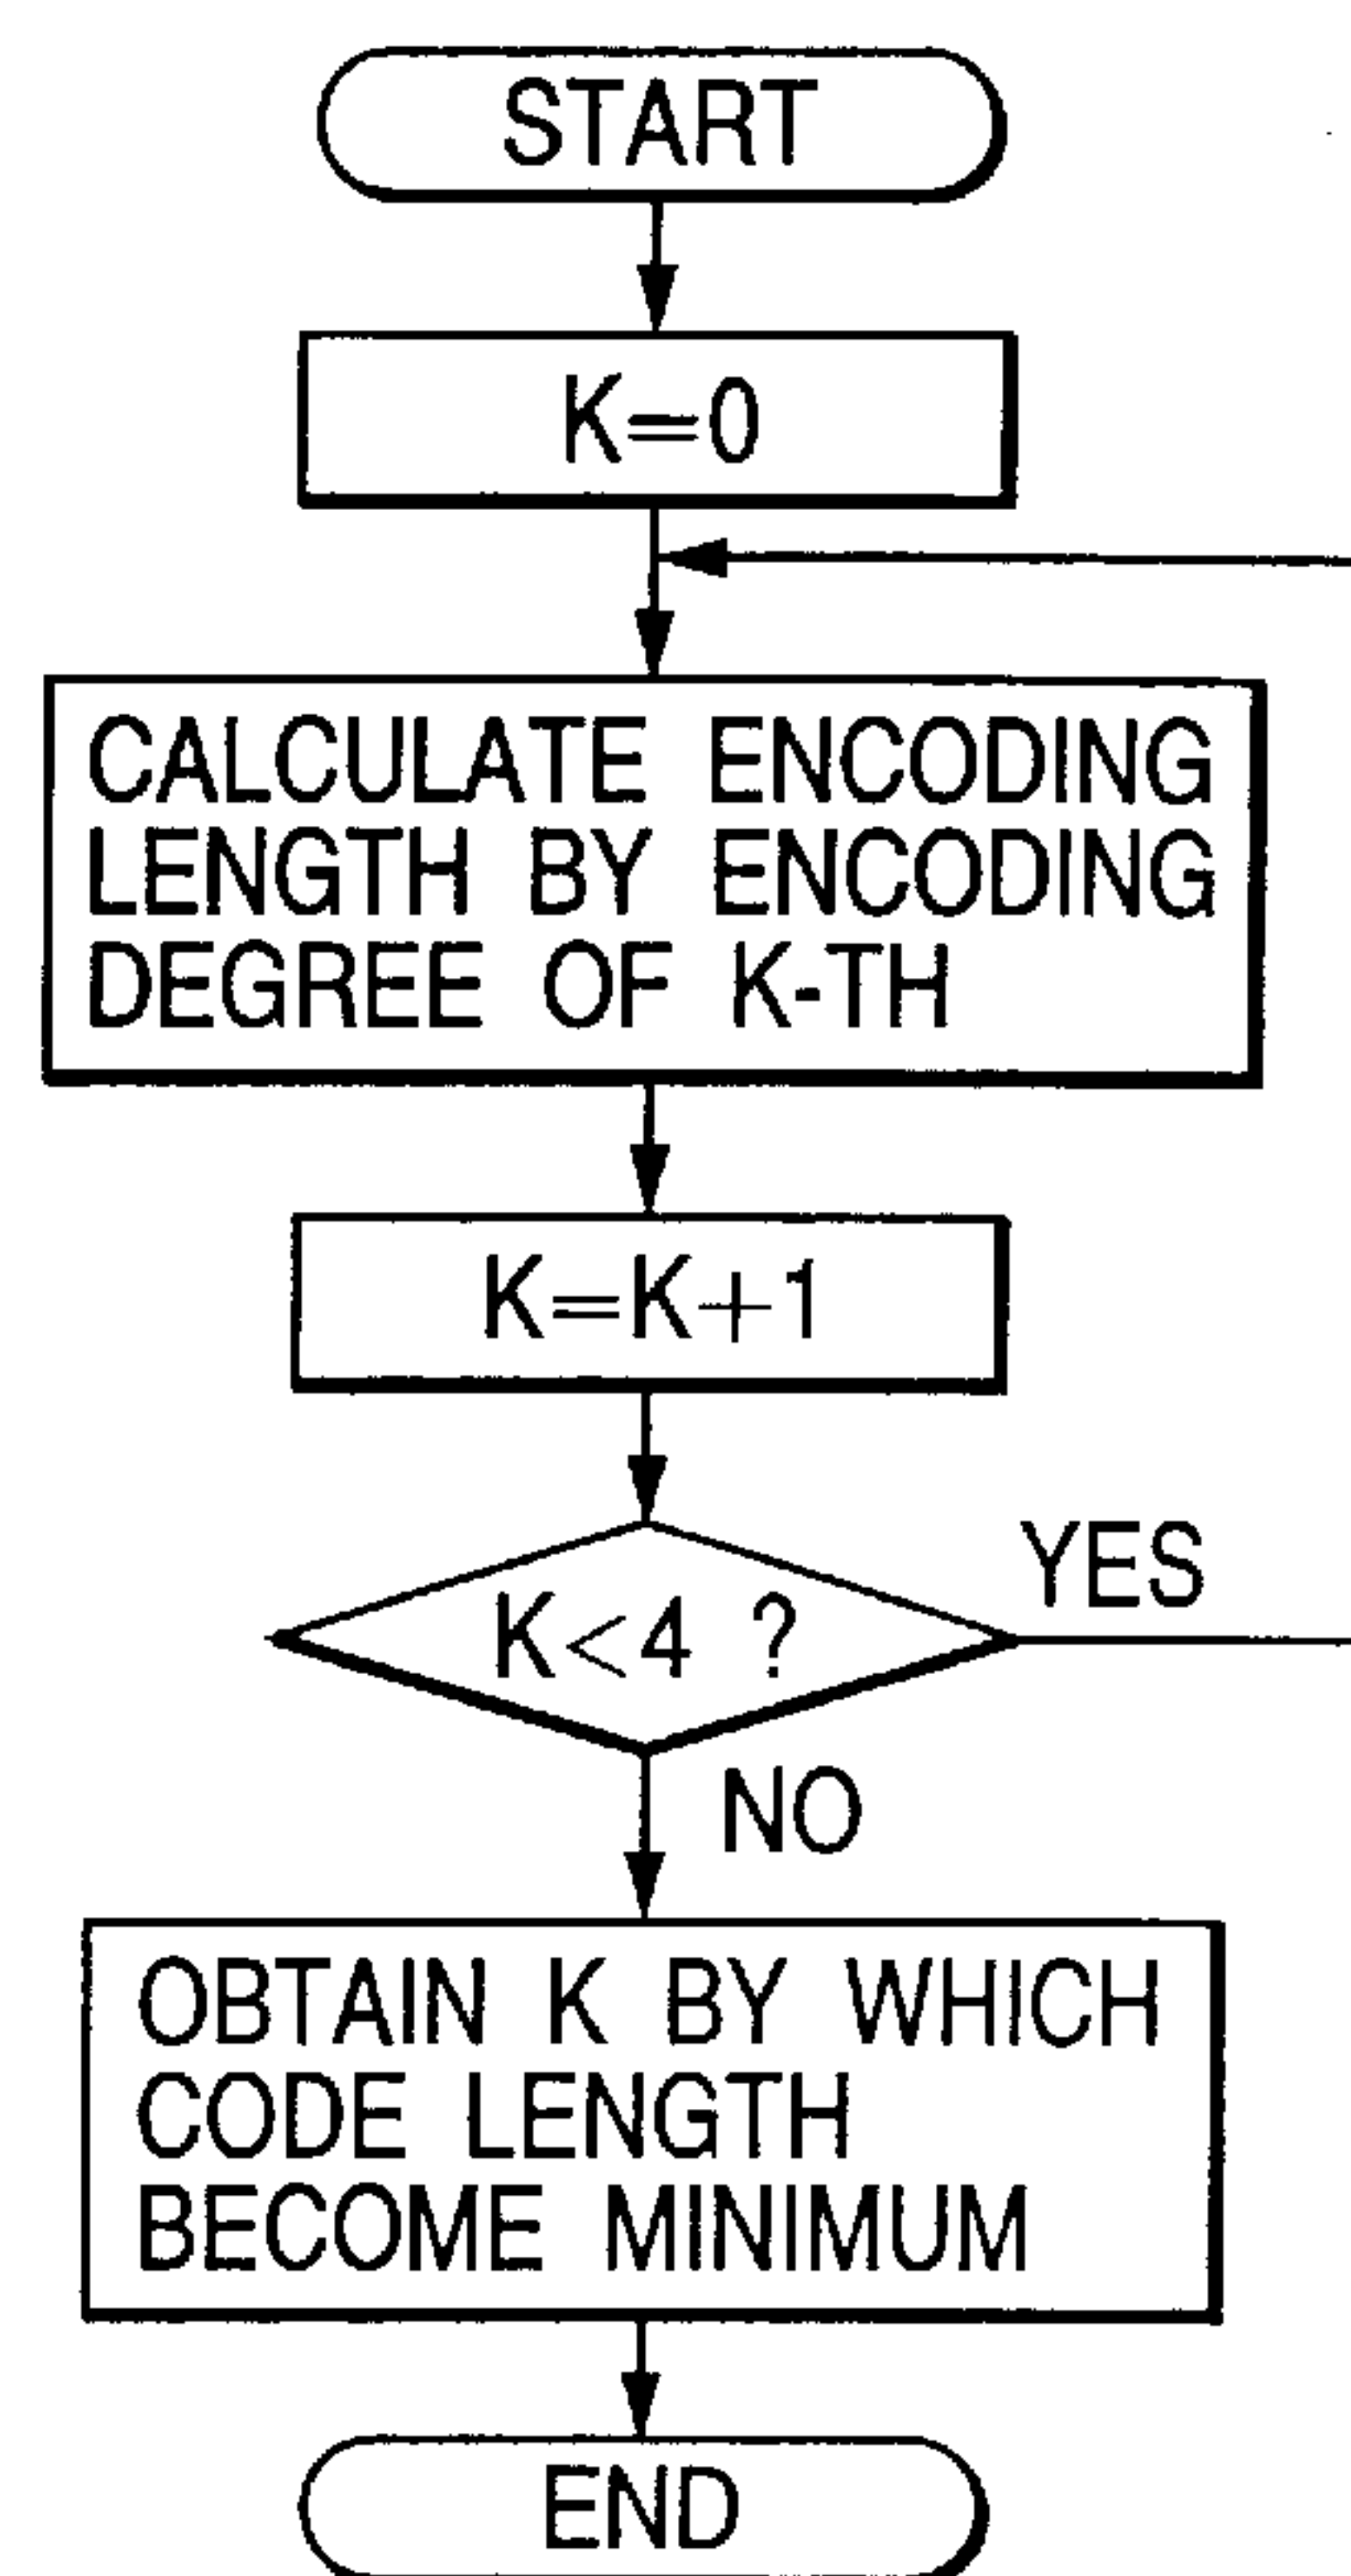 START
K=0
CALCULATE ENCODING
LENGTH BY ENCODING
DEGREE OF K-TH
K=K+1
K<4 ?
YES
NO
OBTAIN K BY WHICH
CODE LENGTH
BECOME MINIMUM
END